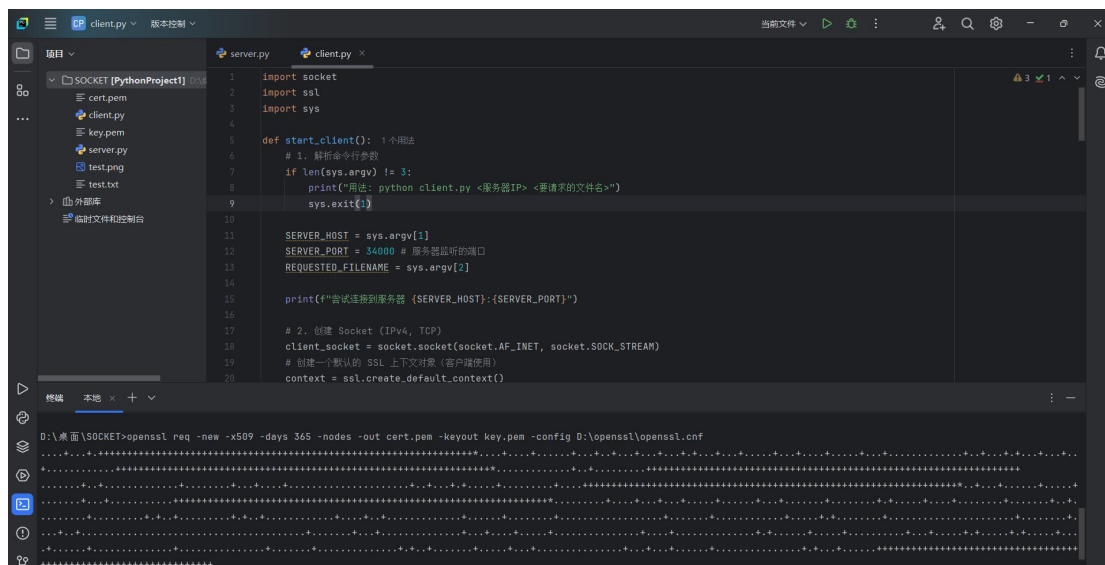 CP client.py 版本控制 当前文件
项目
server.py client.py
SOCKET [PythonProject1]
cert.pem
client.py
key.pem
server.py
test.png
test.txt
外部库
临时文件和控制台
3 1
1 import socket
2 import ssl
3 import sys
4
5 def start_client(): 1个用法
6 # 1. 解析命令行参数
7 if len(sys.argv) != 3:
8 print("用法: python client.py <服务器IP> <要请求的文件名>")
9 sys.exit(1)
10
11 SERVER_HOST = sys.argv[1]
12 SERVER_PORT = 34000 # 服务器监听的端口
13 REQUESTED_FILENAME = sys.argv[2]
14
15 print(f"尝试连接到服务器 {SERVER_HOST}:{SERVER_PORT}")
16
17 # 2. 创建 Socket (IPv4, TCP)
18 client_socket = socket.socket(socket.AF_INET, socket.SOCK_STREAM)
19 # 创建一个默认的 SSL 上下文对象（客户端使用）
20 context = ssl.create_default_context()
终端 本地
D:\桌面\SOCKET>openssl req -new -x509 -days 365 -nodes -out cert.pem -keyout key.pem -config D:\openssl\openssl.cnf